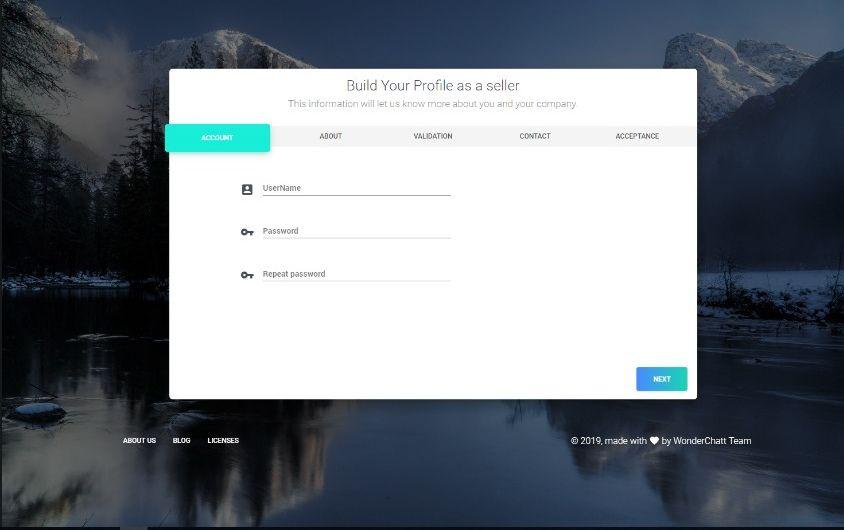 Build Your Profile as a seller
This information will let us know more about you and your company.
ACCOUNT ABOUT VALIDATION CONTACT ACCEPTANCE
UserName
Password
Repeat password
NEXT
ABOUT US BLOG LICENSES © 2019, made with ♥ by WonderChatt Team